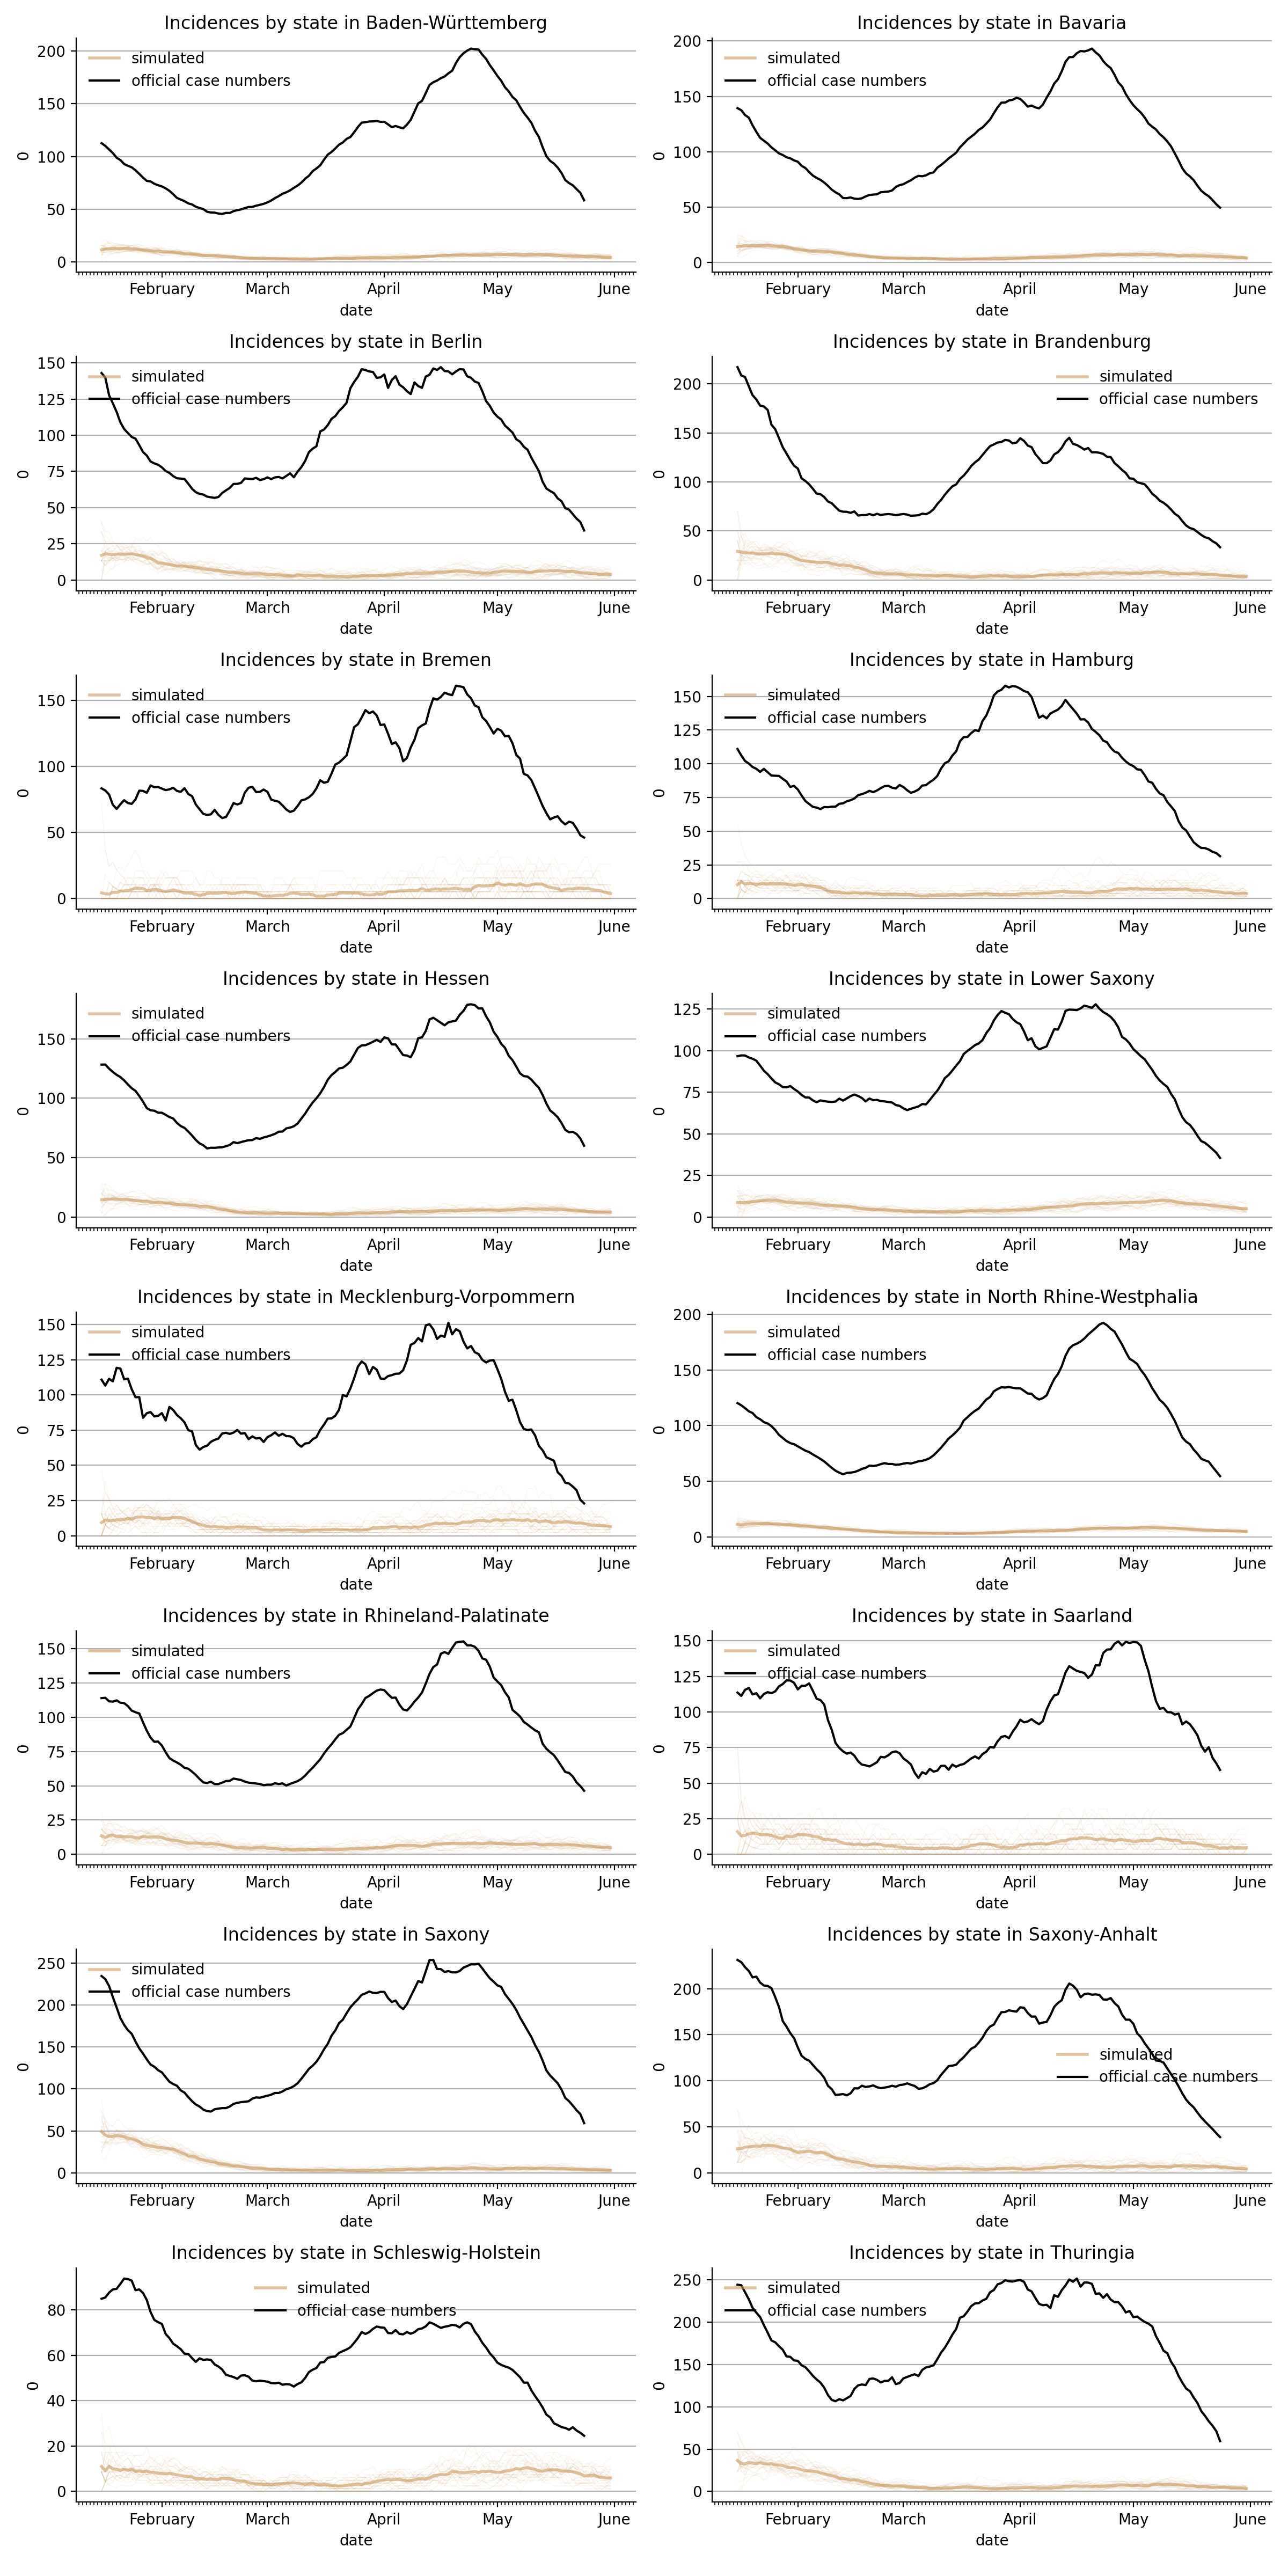 Incidences by state in Baden-Württemberg
200
150
100
50
0
0
simulated
official case numbers
February March April May June
date
Incidences by state in Bavaria
200
150
100
50
0
0
simulated
official case numbers
February March April May June
date
Incidences by state in Berlin
150
125
100
75
50
25
0
0
simulated
official case numbers
February March April May June
date
Incidences by state in Brandenburg
200
150
100
50
0
0
simulated
official case numbers
February March April May June
date
Incidences by state in Bremen
150
100
50
0
0
simulated
official case numbers
February March April May June
date
Incidences by state in Hamburg
150
125
100
75
50
25
0
0
simulated
official case numbers
February March April May June
date
Incidences by state in Hessen
150
100
50
0
0
simulated
official case numbers
February March April May June
date
Incidences by state in Lower Saxony
125
100
75
50
25
0
0
simulated
official case numbers
February March April May June
date
Incidences by state in Mecklenburg-Vorpommern
150
125
100
75
50
25
0
0
simulated
official case numbers
February March April May June
date
Incidences by state in North Rhine-Westphalia
200
150
100
50
0
0
simulated
official case numbers
February March April May June
date
Incidences by state in Rhineland-Palatinate
150
125
100
75
50
25
0
0
simulated
official case numbers
February March April May June
date
Incidences by state in Saarland
150
125
100
75
50
25
0
0
simulated
official case numbers
February March April May June
date
Incidences by state in Saxony
250
200
150
100
50
0
0
simulated
official case numbers
February March April May June
date
Incidences by state in Saxony-Anhalt
200
150
100
50
0
0
simulated
official case numbers
February March April May June
date
Incidences by state in Schleswig-Holstein
80
60
40
20
0
0
simulated
official case numbers
February March April May June
date
Incidences by state in Thuringia
250
200
150
100
50
0
0
simulated
official case numbers
February March April May June
date